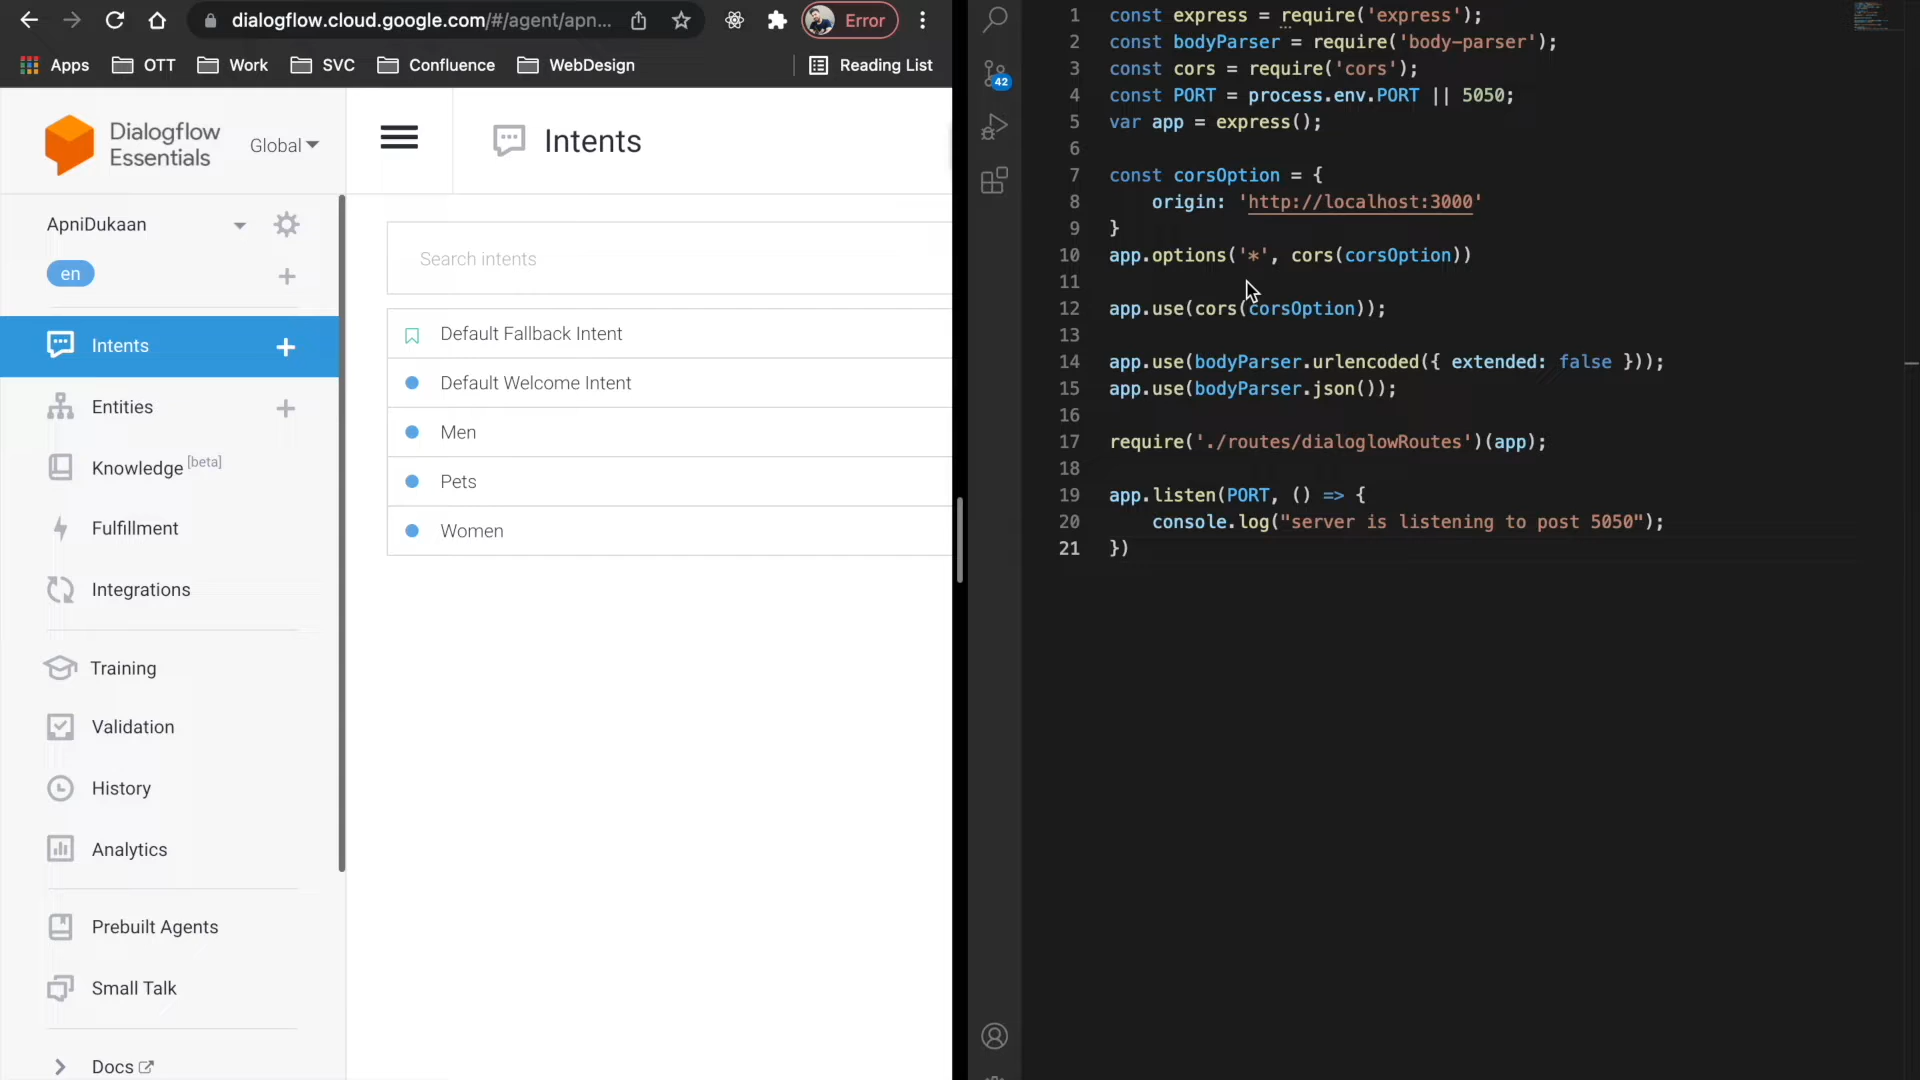 dialogflow.cloud.google.com/#/agent/apn...
Error
Apps
OTT
Work
SVC
Confluence
WebDesign
Reading List
Dialogflow
Essentials
Global
ApniDukaan
en
Intents
Entities
Knowledge [beta]
Fulfillment
Integrations
Training
Validation
History
Analytics
Prebuilt Agents
Small Talk
Docs
Intents
Search intents
Default Fallback Intent
Default Welcome Intent
Men
Pets
Women
42
1 const express = require('express');
2 const bodyParser = require('body-parser');
3 const cors = require('cors');
4 const PORT = process.env.PORT || 5050;
5 var app = express();
6
7 const corsOption = {
8 origin: 'http://localhost:3000'
9 }
10 app.options('*', cors(corsOption))
11
12 app.use(cors(corsOption));
13
14 app.use(bodyParser.urlencoded({ extended: false }));
15 app.use(bodyParser.json());
16
17 require('./routes/dialoglowRoutes')(app);
18
19 app.listen(PORT, () => {
20 console.log("server is listening to post 5050");
21 })